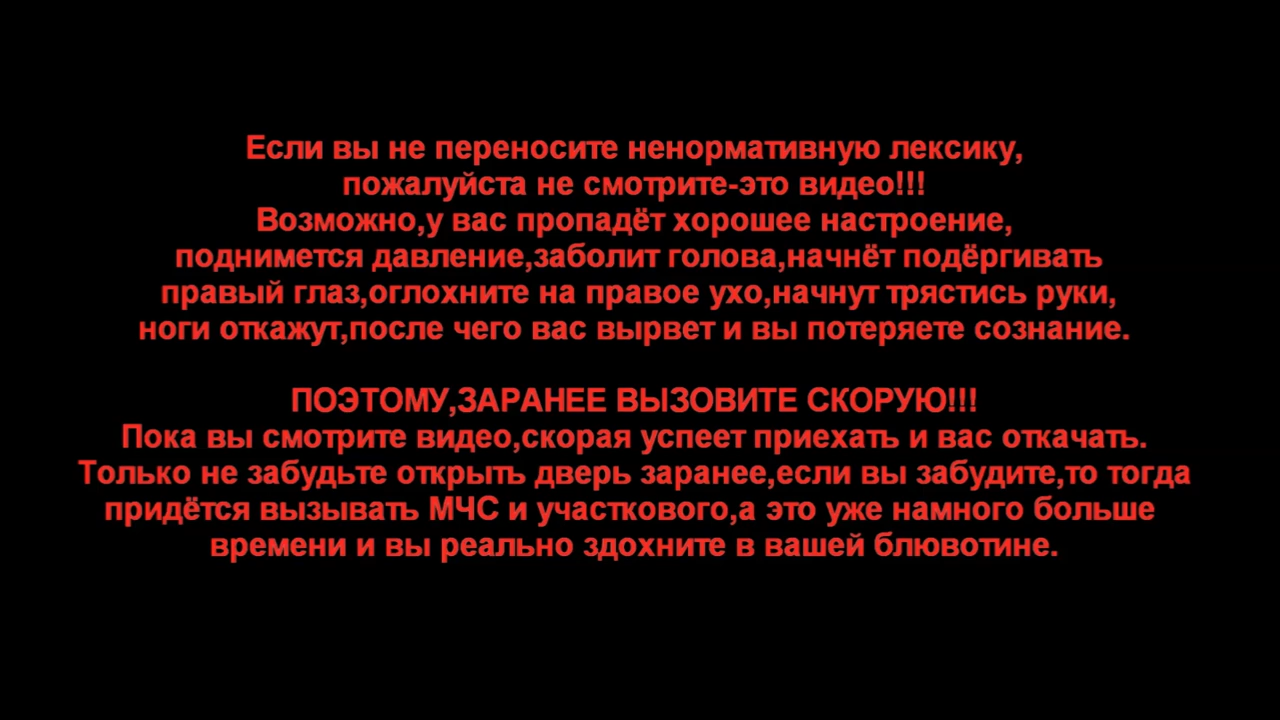 Если вы не переносите ненормативную лексику,
пожалуйста не смотрите-это видео!!!
Возможно,у вас пропадёт хорошее настроение,
поднимется давление,заболит голова,начнёт подёргивать
правый глаз,оглохните на правое ухо,начнут трястись руки,
ноги откажут,после чего вас вырвет и вы потеряете сознание.
ПОЭТОМУ,ЗАРАНЕЕ ВЫЗОВИТЕ СКОРУЮ!!!
Пока вы смотрите видео,скорая успеет приехать и вас откачать.
Только не забудьте открыть дверь заранее,если вы забудите,то тогда
придётся вызывать МЧС и участкового,а это уже намного больше
времени и вы реально здохните в вашей блювотине.